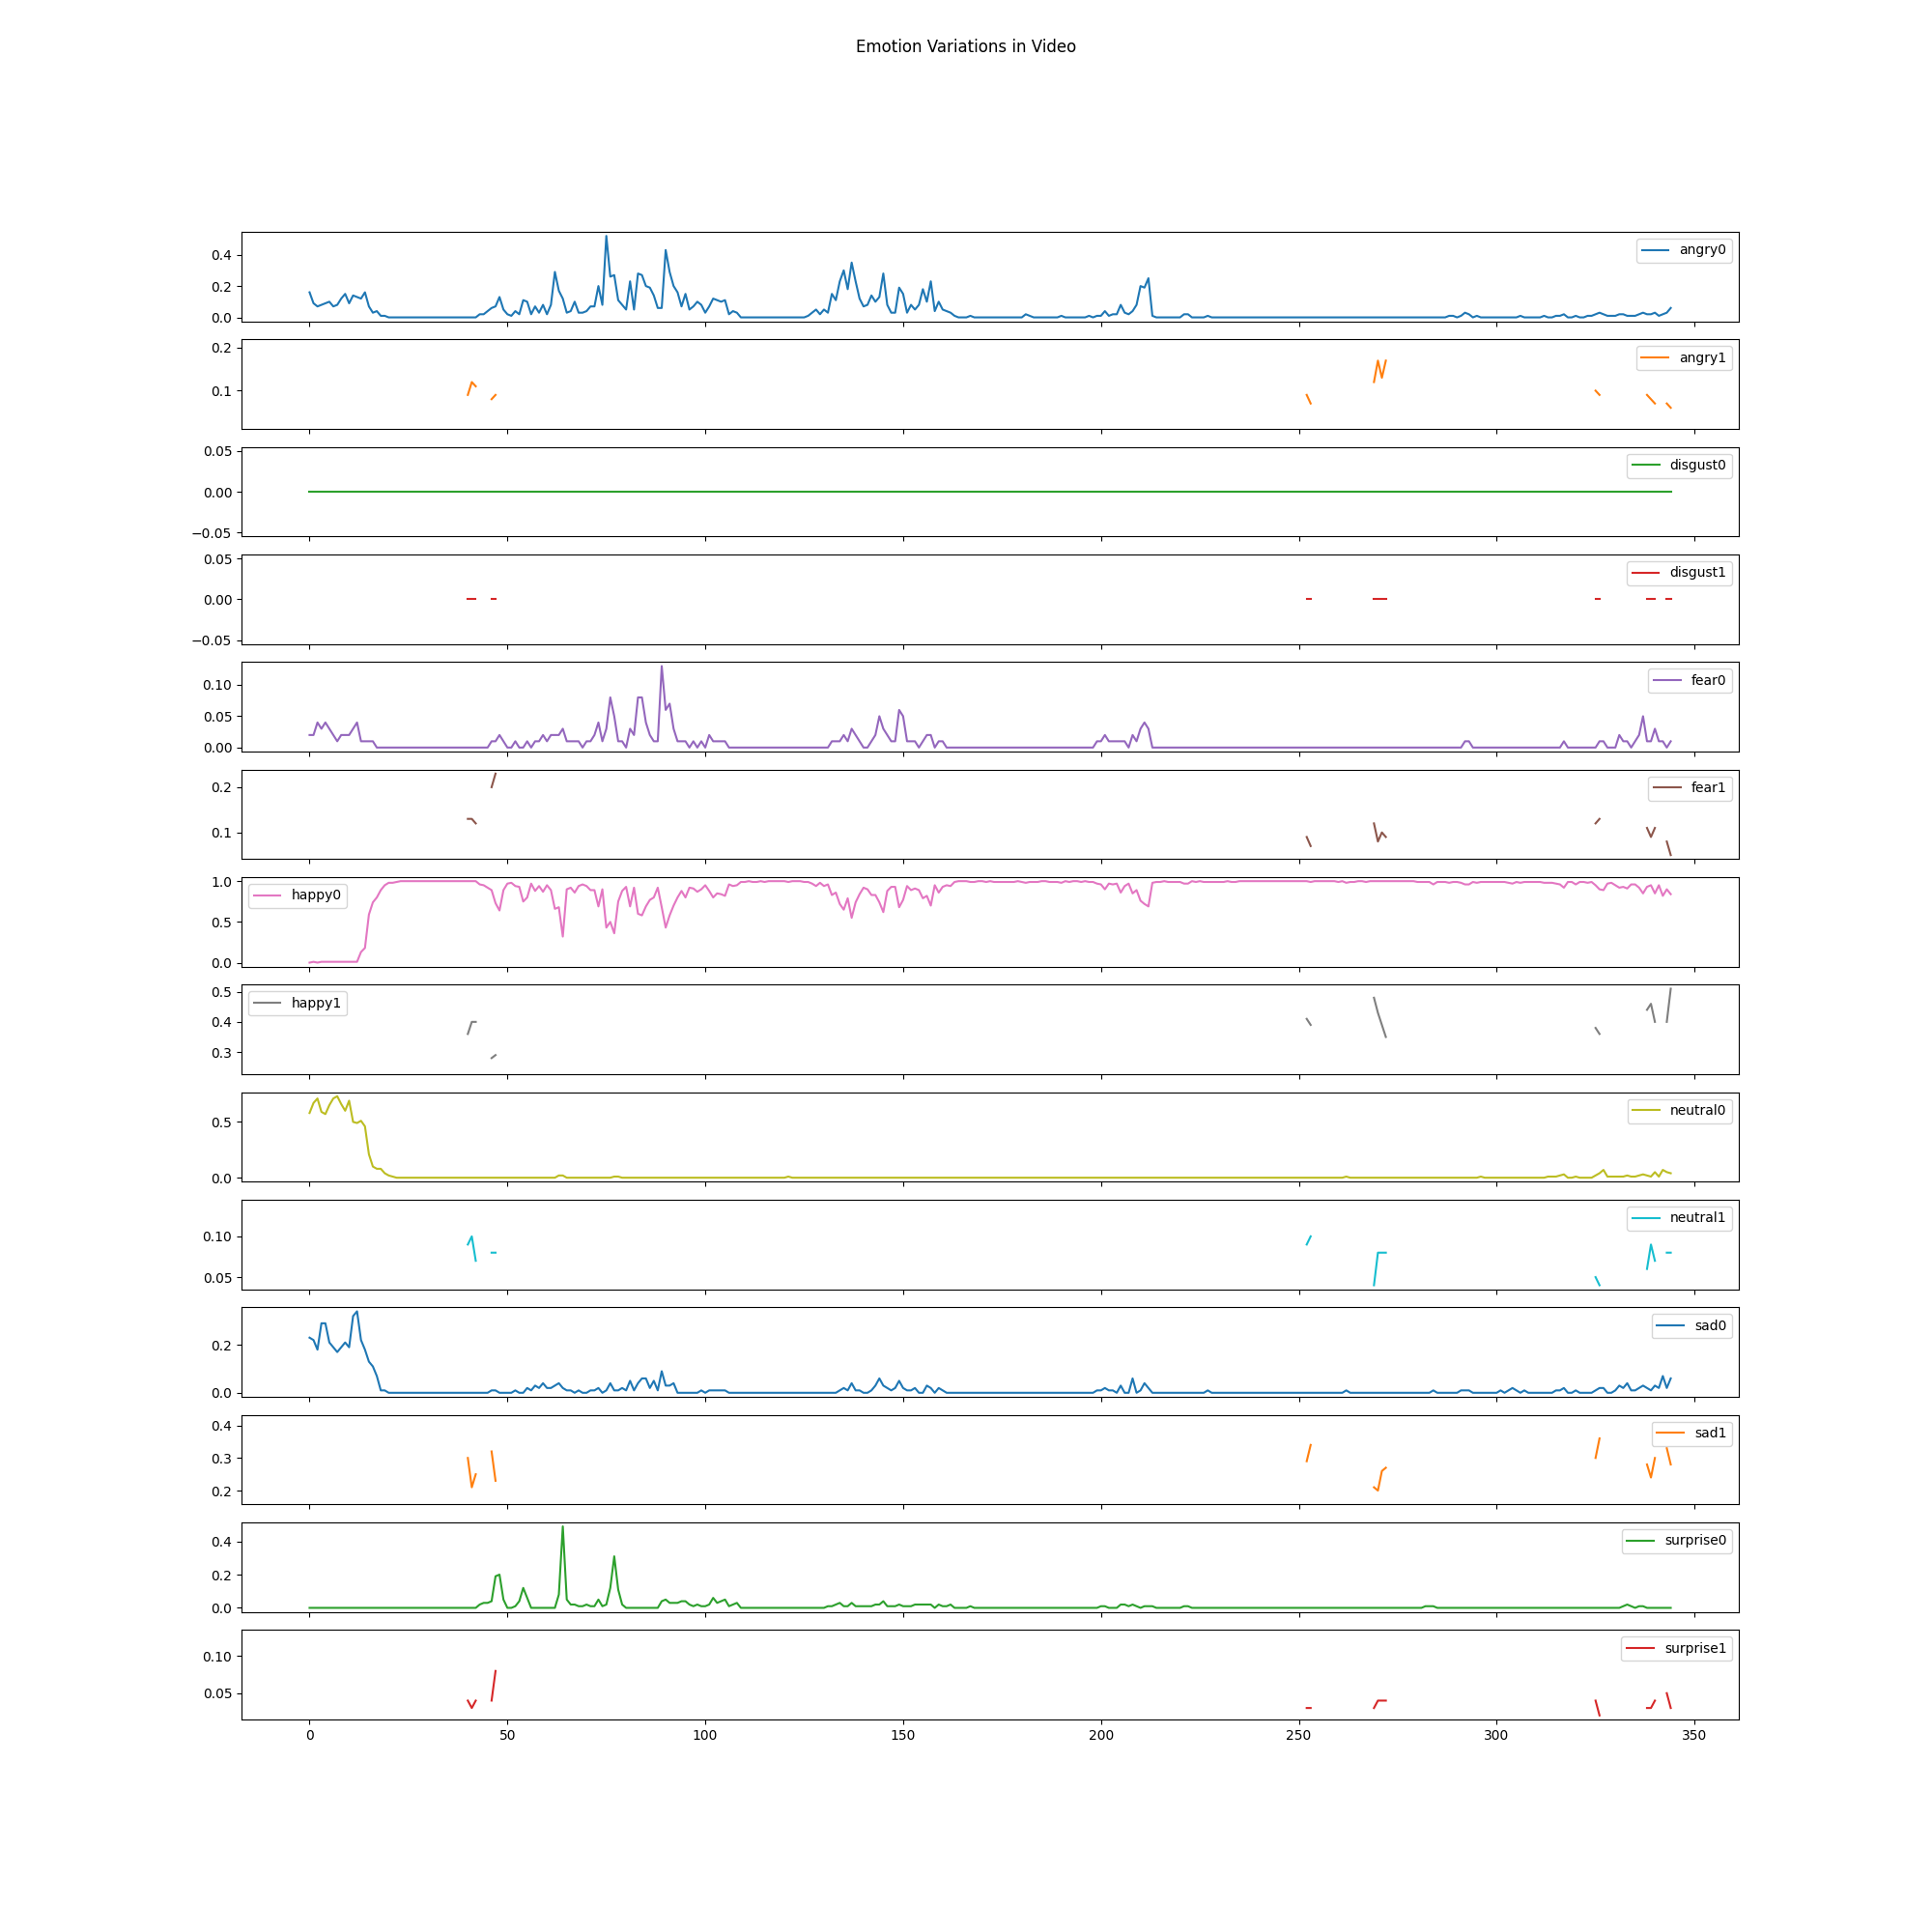 Emotion Variations in Video
0.4
0.2
0.0
angry0
0.2
0.1
angry1
0.05
0.00
−0.05
disgust0
0.05
0.00
−0.05
disgust1
0.10
0.05
0.00
fear0
0.2
0.1
fear1
1.0
0.5
0.0
happy0
0.5
0.4
0.3
happy1
0.5
0.0
neutral0
0.10
0.05
neutral1
0.2
0.0
sad0
0.4
0.3
0.2
sad1
0.4
0.2
0.0
surprise0
0.10
0.05
surprise1
0 50 100 150 200 250 300 350